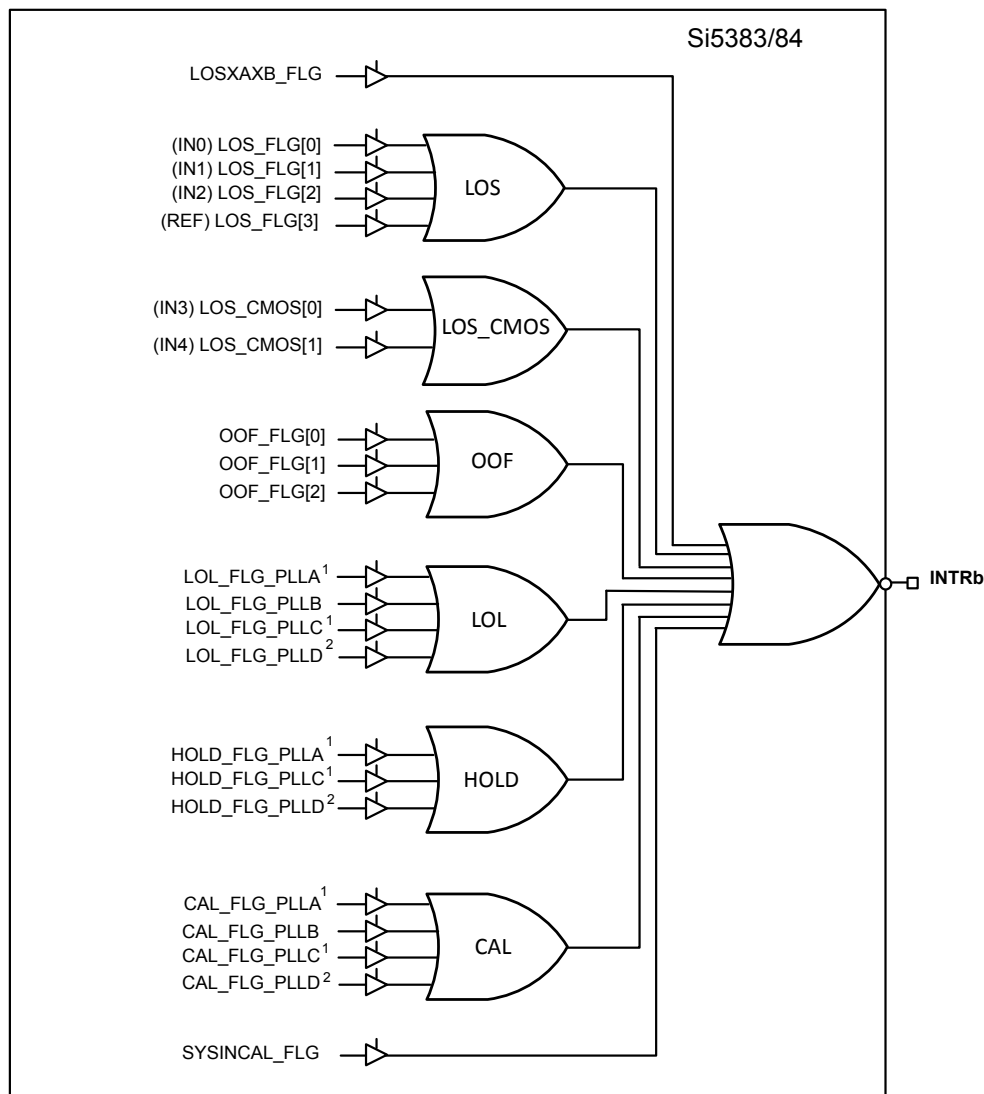 Si5383/84
LOSXAXB_FLG
(IN0) LOS_FLG[0]
(IN1) LOS_FLG[1]
(IN2) LOS_FLG[2]
(REF) LOS_FLG[3]
LOS
(IN3) LOS_CMOS[0]
(IN4) LOS_CMOS[1]
LOS_CMOS
OOF_FLG[0]
OOF_FLG[1]
OOF_FLG[2]
OOF
LOL_FLG_PLLA¹
LOL_FLG_PLLB
LOL_FLG_PLLC¹
LOL_FLG_PLLD²
LOL
INTRb
HOLD_FLG_PLLA¹
HOLD_FLG_PLLC¹
HOLD_FLG_PLLD²
HOLD
CAL_FLG_PLLA¹
CAL_FLG_PLLB
CAL_FLG_PLLC¹
CAL_FLG_PLLD²
CAL
SYSINCAL_FLG